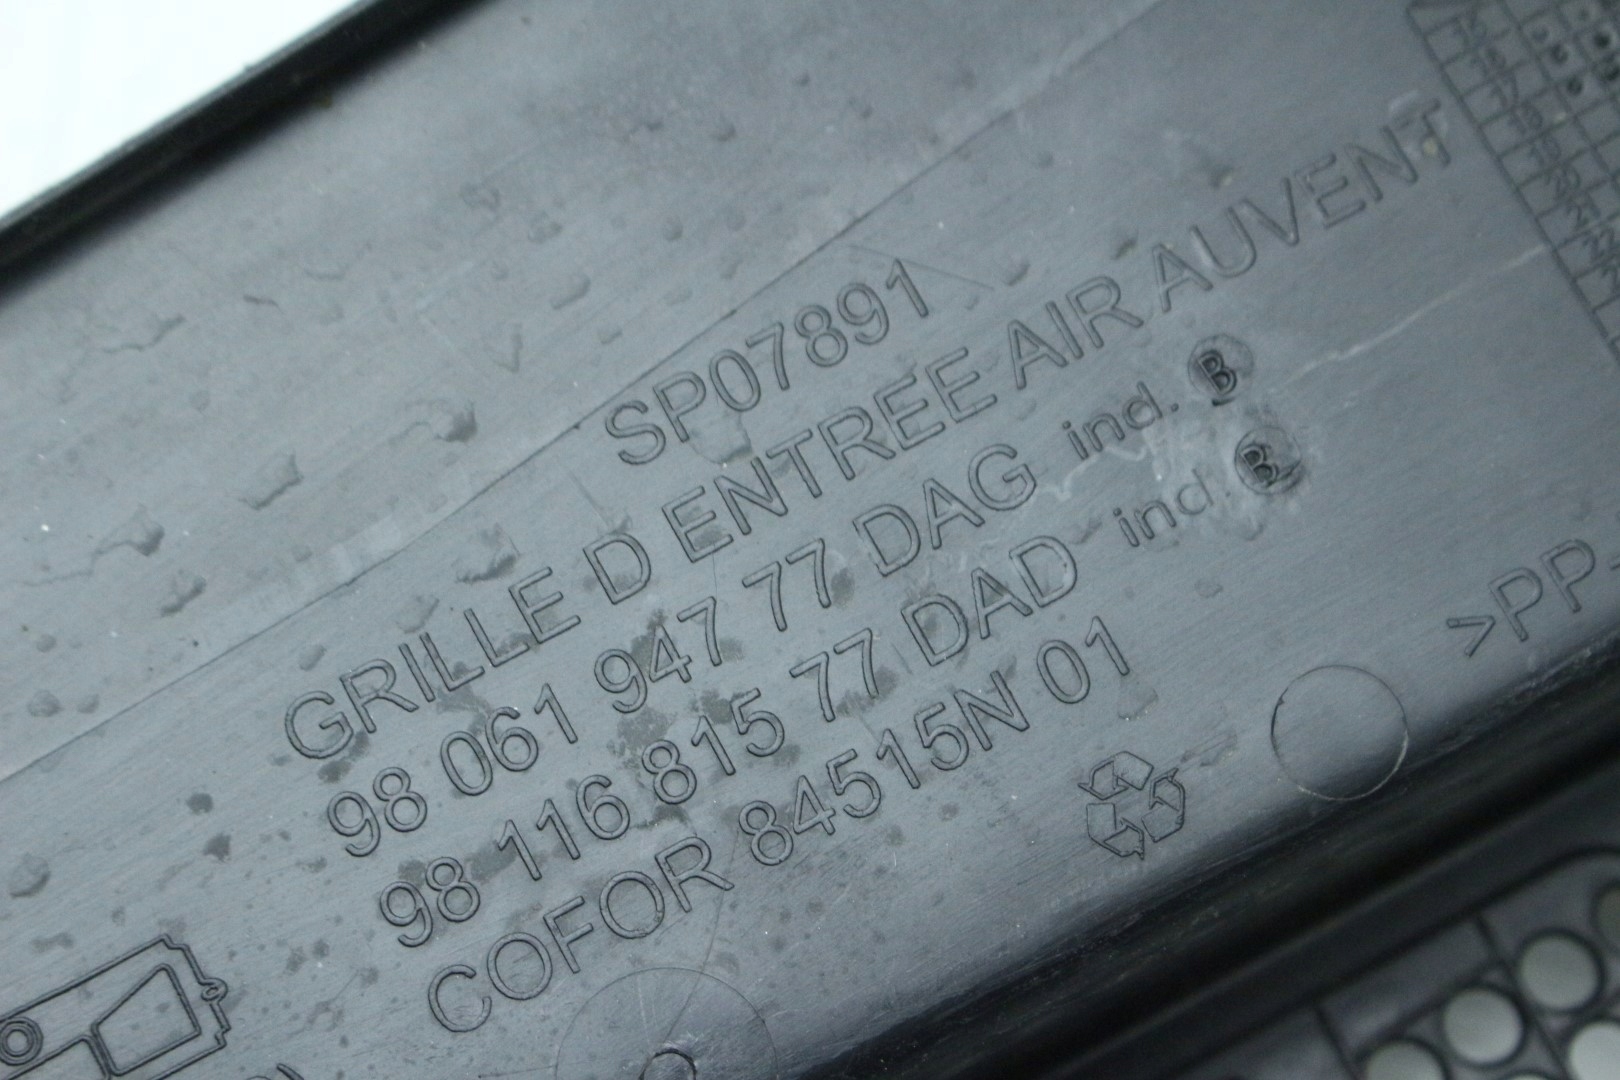 SP07891
GRILLE D ENTREE AIR AUVENT
98 061 947 77 DAG ind. B
98 116 815 77 DAD ind. B
COFOR 84515N 01
>PP-